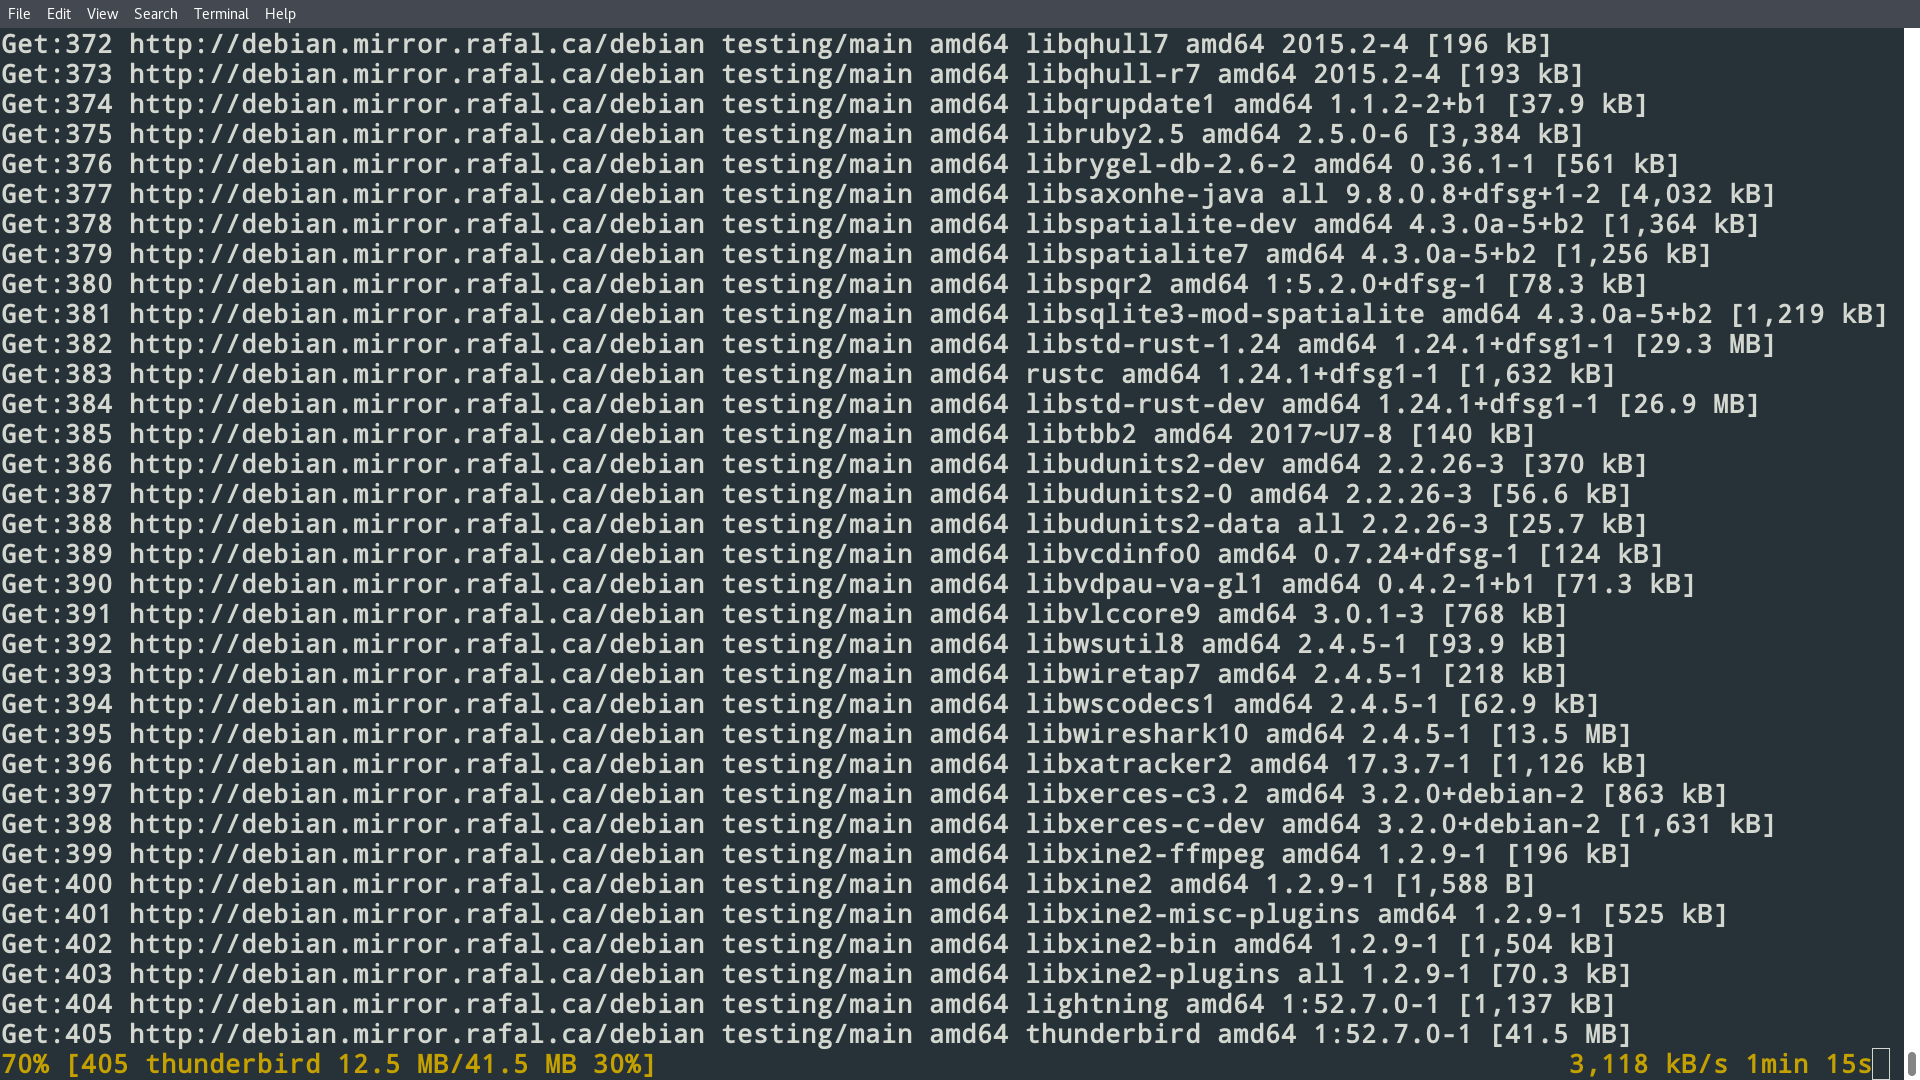 File Edit View Search Terminal Help
Get:372 http://debian.mirror.rafal.ca/debian testing/main amd64 libqhull7 amd64 2015.2-4 [196 kB]
Get:373 http://debian.mirror.rafal.ca/debian testing/main amd64 libqhull-r7 amd64 2015.2-4 [193 kB]
Get:374 http://debian.mirror.rafal.ca/debian testing/main amd64 libqrupdate1 amd64 1.1.2-2+b1 [37.9 kB]
Get:375 http://debian.mirror.rafal.ca/debian testing/main amd64 libruby2.5 amd64 2.5.0-6 [3,384 kB]
Get:376 http://debian.mirror.rafal.ca/debian testing/main amd64 librygel-db-2.6-2 amd64 0.36.1-1 [561 kB]
Get:377 http://debian.mirror.rafal.ca/debian testing/main amd64 libsaxonhe-java all 9.8.0.8+dfsg+1-2 [4,032 kB]
Get:378 http://debian.mirror.rafal.ca/debian testing/main amd64 libspatialite-dev amd64 4.3.0a-5+b2 [1,364 kB]
Get:379 http://debian.mirror.rafal.ca/debian testing/main amd64 libspatialite7 amd64 4.3.0a-5+b2 [1,256 kB]
Get:380 http://debian.mirror.rafal.ca/debian testing/main amd64 libspqr2 amd64 1:5.2.0+dfsg-1 [78.3 kB]
Get:381 http://debian.mirror.rafal.ca/debian testing/main amd64 libsqlite3-mod-spatialite amd64 4.3.0a-5+b2 [1,219 kB]
Get:382 http://debian.mirror.rafal.ca/debian testing/main amd64 libstd-rust-1.24 amd64 1.24.1+dfsg1-1 [29.3 MB]
Get:383 http://debian.mirror.rafal.ca/debian testing/main amd64 rustc amd64 1.24.1+dfsg1-1 [1,632 kB]
Get:384 http://debian.mirror.rafal.ca/debian testing/main amd64 libstd-rust-dev amd64 1.24.1+dfsg1-1 [26.9 MB]
Get:385 http://debian.mirror.rafal.ca/debian testing/main amd64 libtbb2 amd64 2017~U7-8 [140 kB]
Get:386 http://debian.mirror.rafal.ca/debian testing/main amd64 libudunits2-dev amd64 2.2.26-3 [370 kB]
Get:387 http://debian.mirror.rafal.ca/debian testing/main amd64 libudunits2-0 amd64 2.2.26-3 [56.6 kB]
Get:388 http://debian.mirror.rafal.ca/debian testing/main amd64 libudunits2-data all 2.2.26-3 [25.7 kB]
Get:389 http://debian.mirror.rafal.ca/debian testing/main amd64 libvcdinfo0 amd64 0.7.24+dfsg-1 [124 kB]
Get:390 http://debian.mirror.rafal.ca/debian testing/main amd64 libvdpau-va-gl1 amd64 0.4.2-1+b1 [71.3 kB]
Get:391 http://debian.mirror.rafal.ca/debian testing/main amd64 libvlccore9 amd64 3.0.1-3 [768 kB]
Get:392 http://debian.mirror.rafal.ca/debian testing/main amd64 libwsutil8 amd64 2.4.5-1 [93.9 kB]
Get:393 http://debian.mirror.rafal.ca/debian testing/main amd64 libwiretap7 amd64 2.4.5-1 [218 kB]
Get:394 http://debian.mirror.rafal.ca/debian testing/main amd64 libwscodecs1 amd64 2.4.5-1 [62.9 kB]
Get:395 http://debian.mirror.rafal.ca/debian testing/main amd64 libwireshark10 amd64 2.4.5-1 [13.5 MB]
Get:396 http://debian.mirror.rafal.ca/debian testing/main amd64 libxatracker2 amd64 17.3.7-1 [1,126 kB]
Get:397 http://debian.mirror.rafal.ca/debian testing/main amd64 libxerces-c3.2 amd64 3.2.0+debian-2 [863 kB]
Get:398 http://debian.mirror.rafal.ca/debian testing/main amd64 libxerces-c-dev amd64 3.2.0+debian-2 [1,631 kB]
Get:399 http://debian.mirror.rafal.ca/debian testing/main amd64 libxine2-ffmpeg amd64 1.2.9-1 [196 kB]
Get:400 http://debian.mirror.rafal.ca/debian testing/main amd64 libxine2 amd64 1.2.9-1 [1,588 B]
Get:401 http://debian.mirror.rafal.ca/debian testing/main amd64 libxine2-misc-plugins amd64 1.2.9-1 [525 kB]
Get:402 http://debian.mirror.rafal.ca/debian testing/main amd64 libxine2-bin amd64 1.2.9-1 [1,504 kB]
Get:403 http://debian.mirror.rafal.ca/debian testing/main amd64 libxine2-plugins all 1.2.9-1 [70.3 kB]
Get:404 http://debian.mirror.rafal.ca/debian testing/main amd64 lightning amd64 1:52.7.0-1 [1,137 kB]
Get:405 http://debian.mirror.rafal.ca/debian testing/main amd64 thunderbird amd64 1:52.7.0-1 [41.5 MB]
70% [405 thunderbird 12.5 MB/41.5 MB 30%] 3,118 kB/s 1min 15s